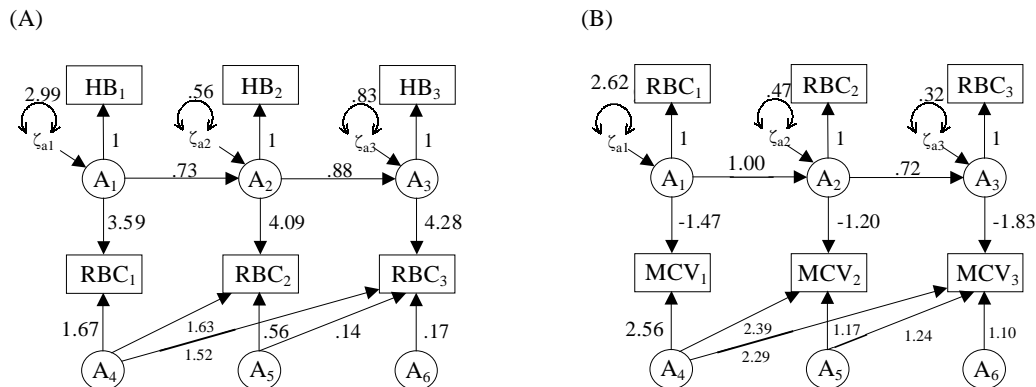 (A) (B)
2.99 HB₁ .56 HB₂ .83 HB₃ 2.62 RBC₁ .47 RBC₂ .32 RBC₃
ζₐ₁ 1 ζₐ₂ 1 ζₐ₃ 1 ζₐ₁ 1 ζₐ₂ 1 ζₐ₃ 1
A₁ .73 A₂ .88 A₃ A₁ 1.00 A₂ .72 A₃
3.59 4.09 4.28 -1.47 -1.20 -1.83
RBC₁ RBC₂ RBC₃ MCV₁ MCV₂ MCV₃
1.67 1.63 .56 .14 .17 2.56 2.39 1.17 1.24 1.10
1.52 2.29
A₄ A₅ A₆ A₄ A₅ A₆